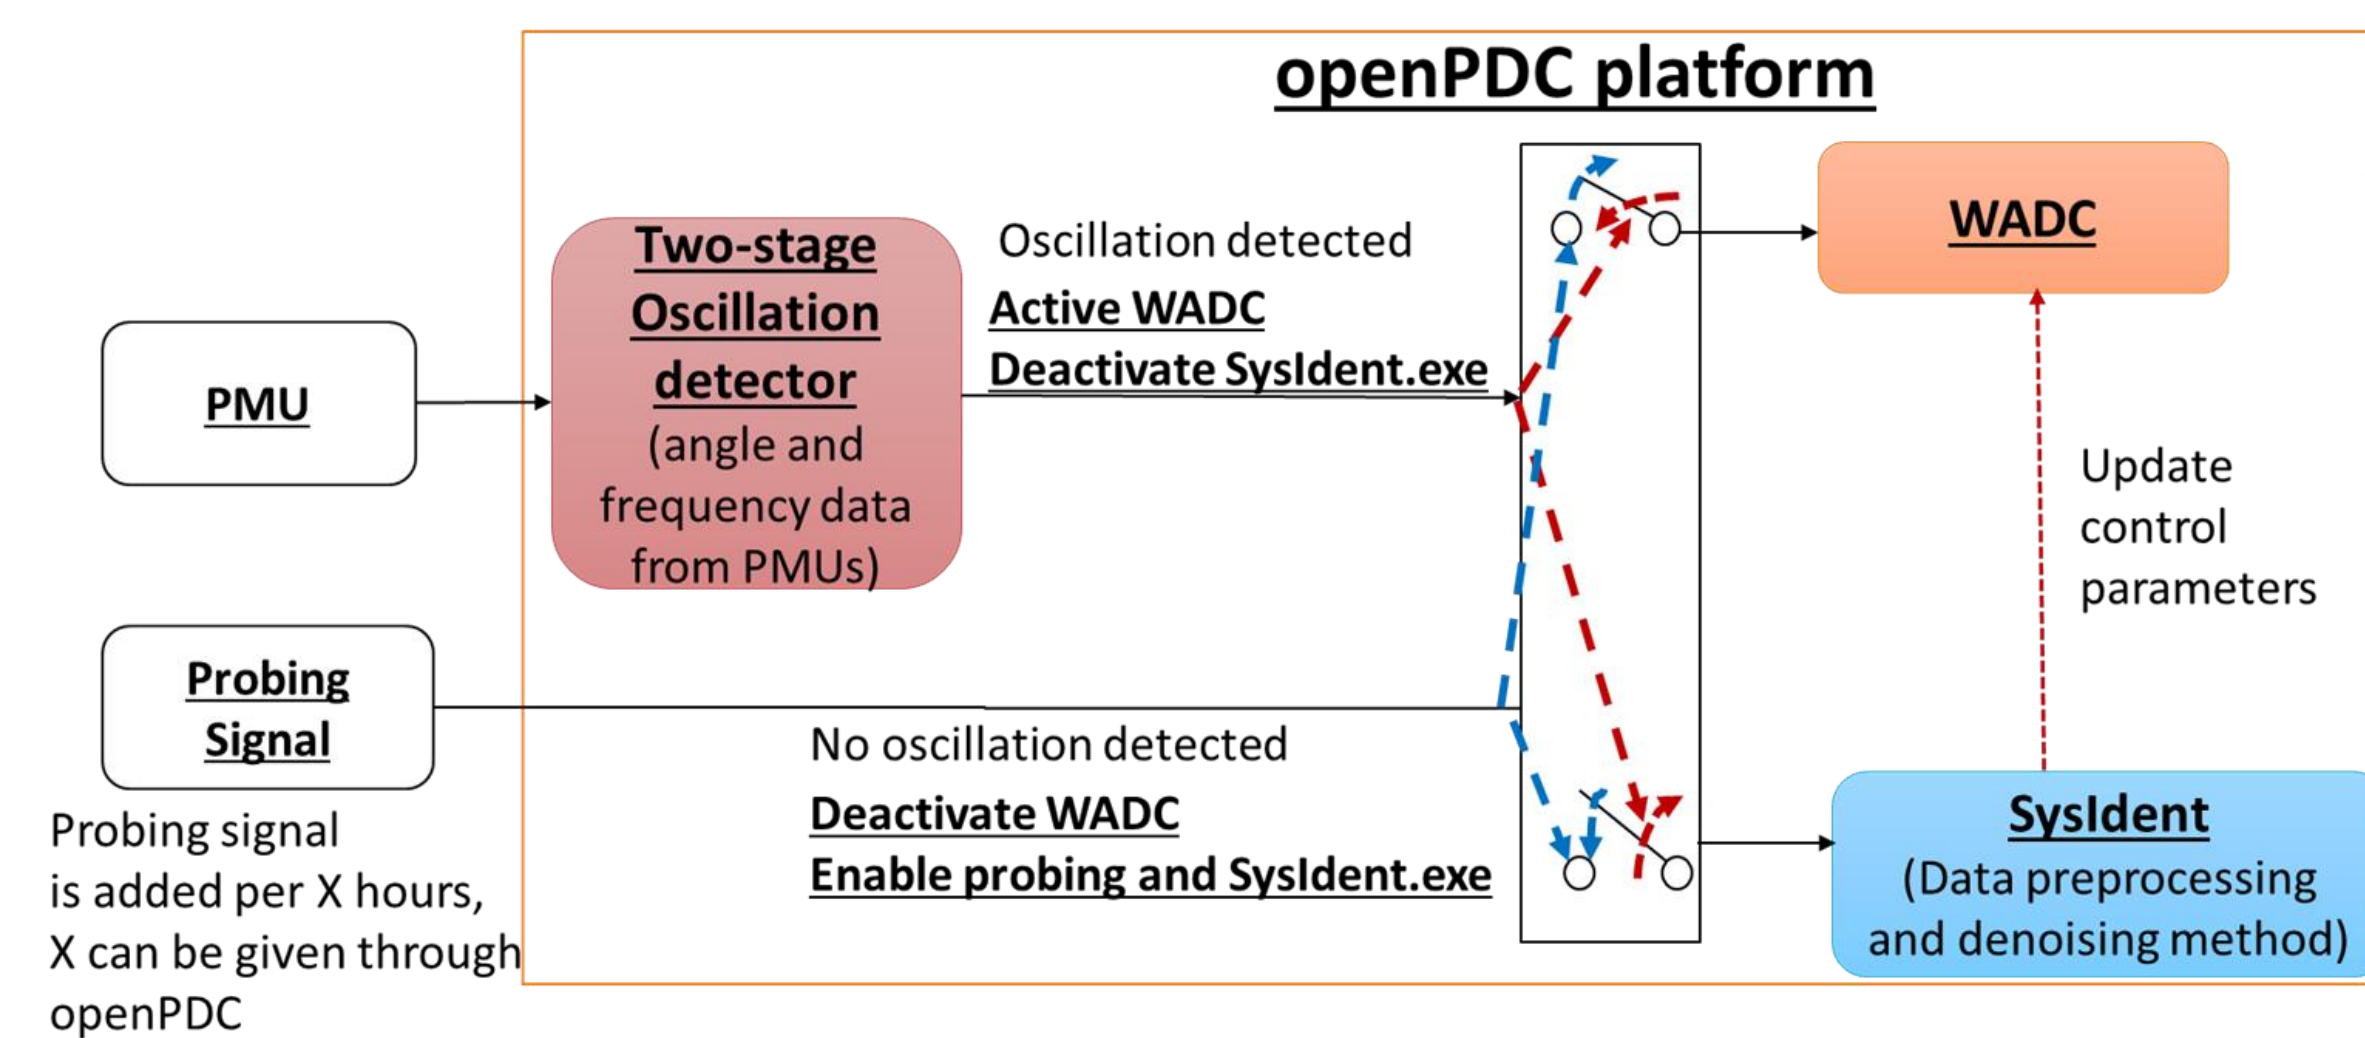 openPDC platform
PMU
Two-stage
Oscillation
detector
(angle and
frequency data
from PMUs)
Oscillation detected
Active WADC
Deactivate SysIdent.exe
WADC
Update
control
parameters
Probing
Signal
Probing signal
is added per X hours,
X can be given through
openPDC
No oscillation detected
Deactivate WADC
Enable probing and SysIdent.exe
SysIdent
(Data preprocessing
and denoising method)